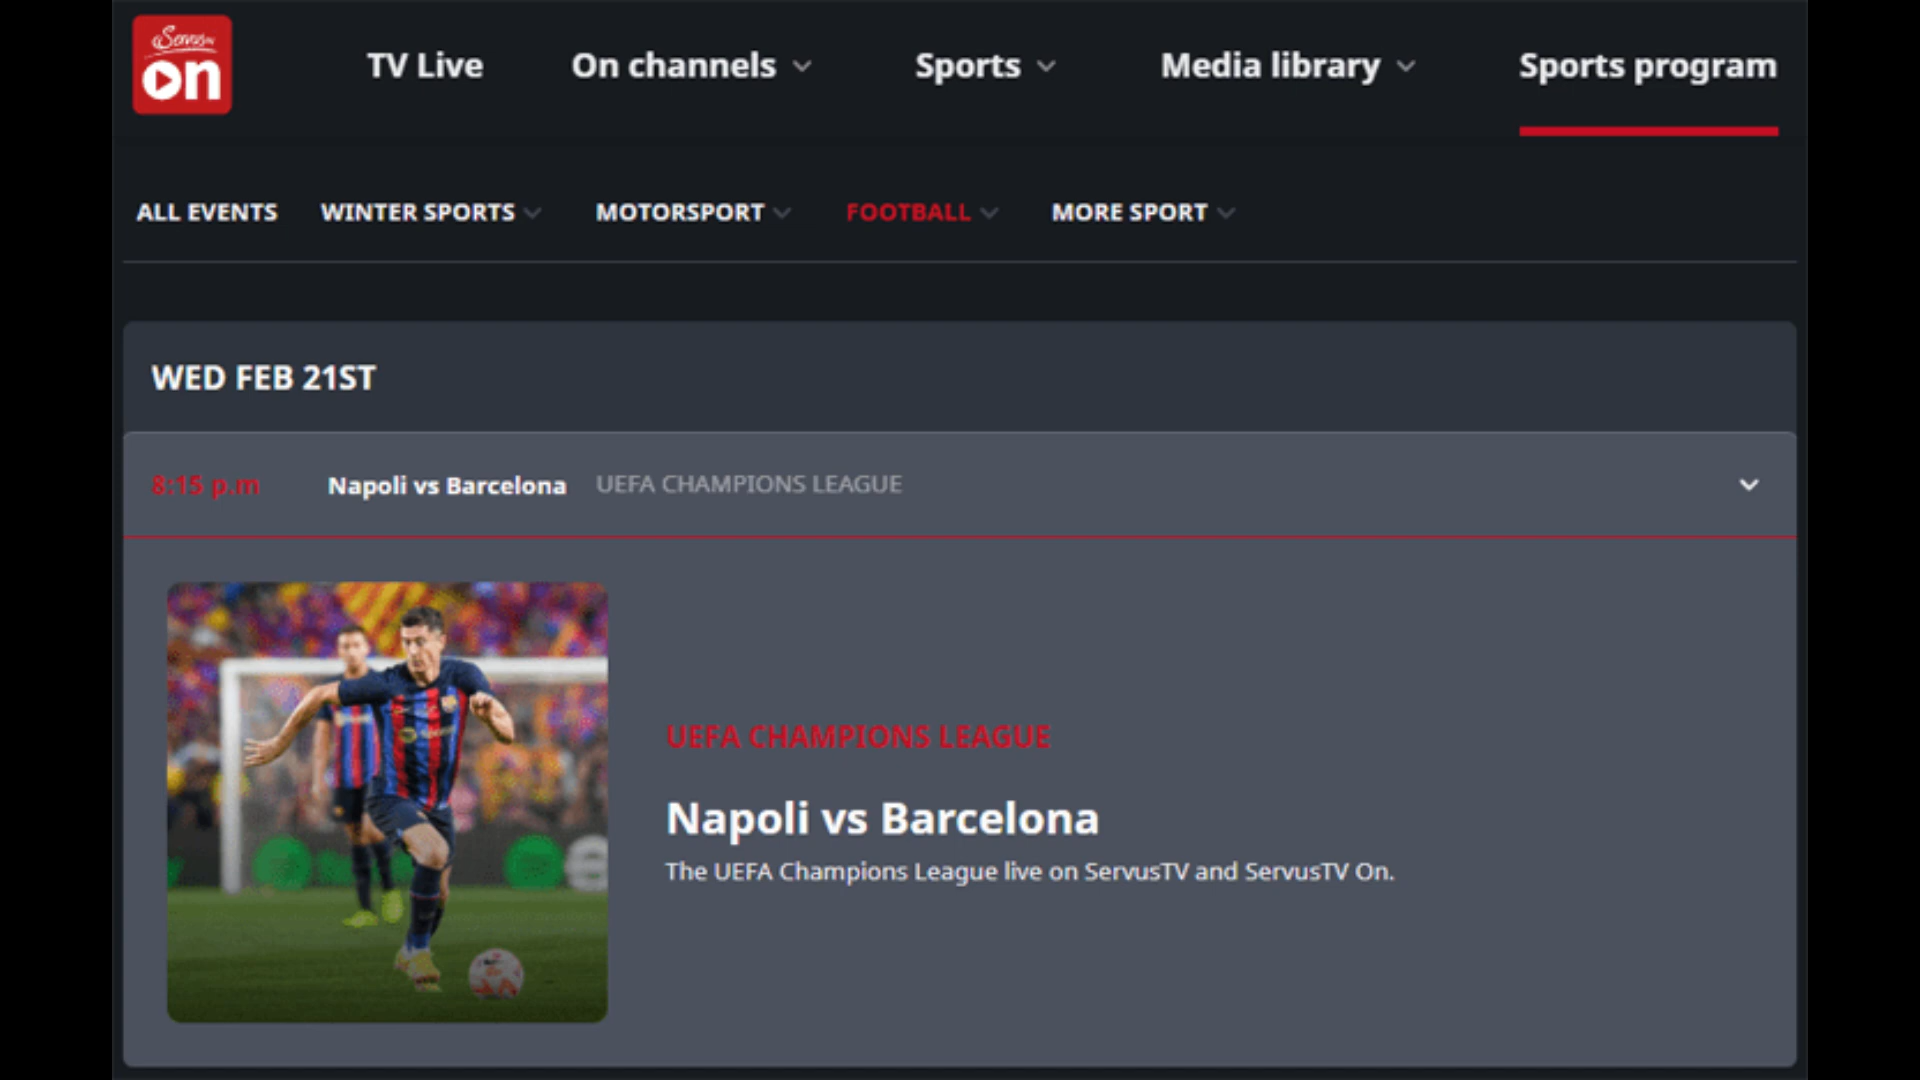 ServusTV
On
TV Live
On channels
Sports
Media library
Sports program
ALL EVENTS
WINTER SPORTS
MOTORSPORT
FOOTBALL
MORE SPORT
WED FEB 21ST
8:15 p.m
Napoli vs Barcelona
UEFA CHAMPIONS LEAGUE
UEFA CHAMPIONS LEAGUE
Napoli vs Barcelona
The UEFA Champions League live on ServusTV and ServusTV On.